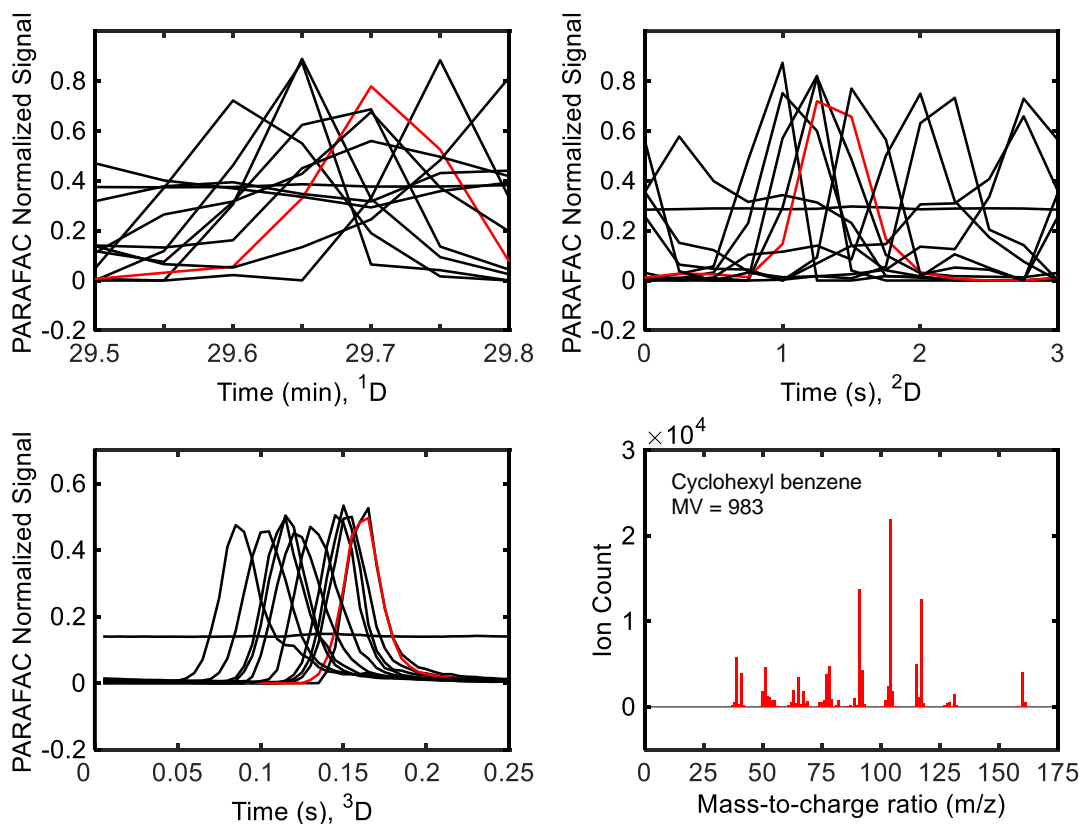 PARAFAC Normalized Signal
0.8
0.6
0.4
0.2
0
-0.2
29.5 29.6 29.7 29.8
Time (min), ¹D
PARAFAC Normalized Signal
0.8
0.6
0.4
0.2
0
-0.2
0 1 2 3
Time (s), ²D
PARAFAC Normalized Signal
0.6
0.4
0.2
0
-0.2
0 0.05 0.1 0.15 0.2 0.25
Time (s), ³D
×10⁴
Ion Count
3
2
1
0
Cyclohexyl benzene
MV = 983
0 25 50 75 100 125 150 175
Mass-to-charge ratio (m/z)